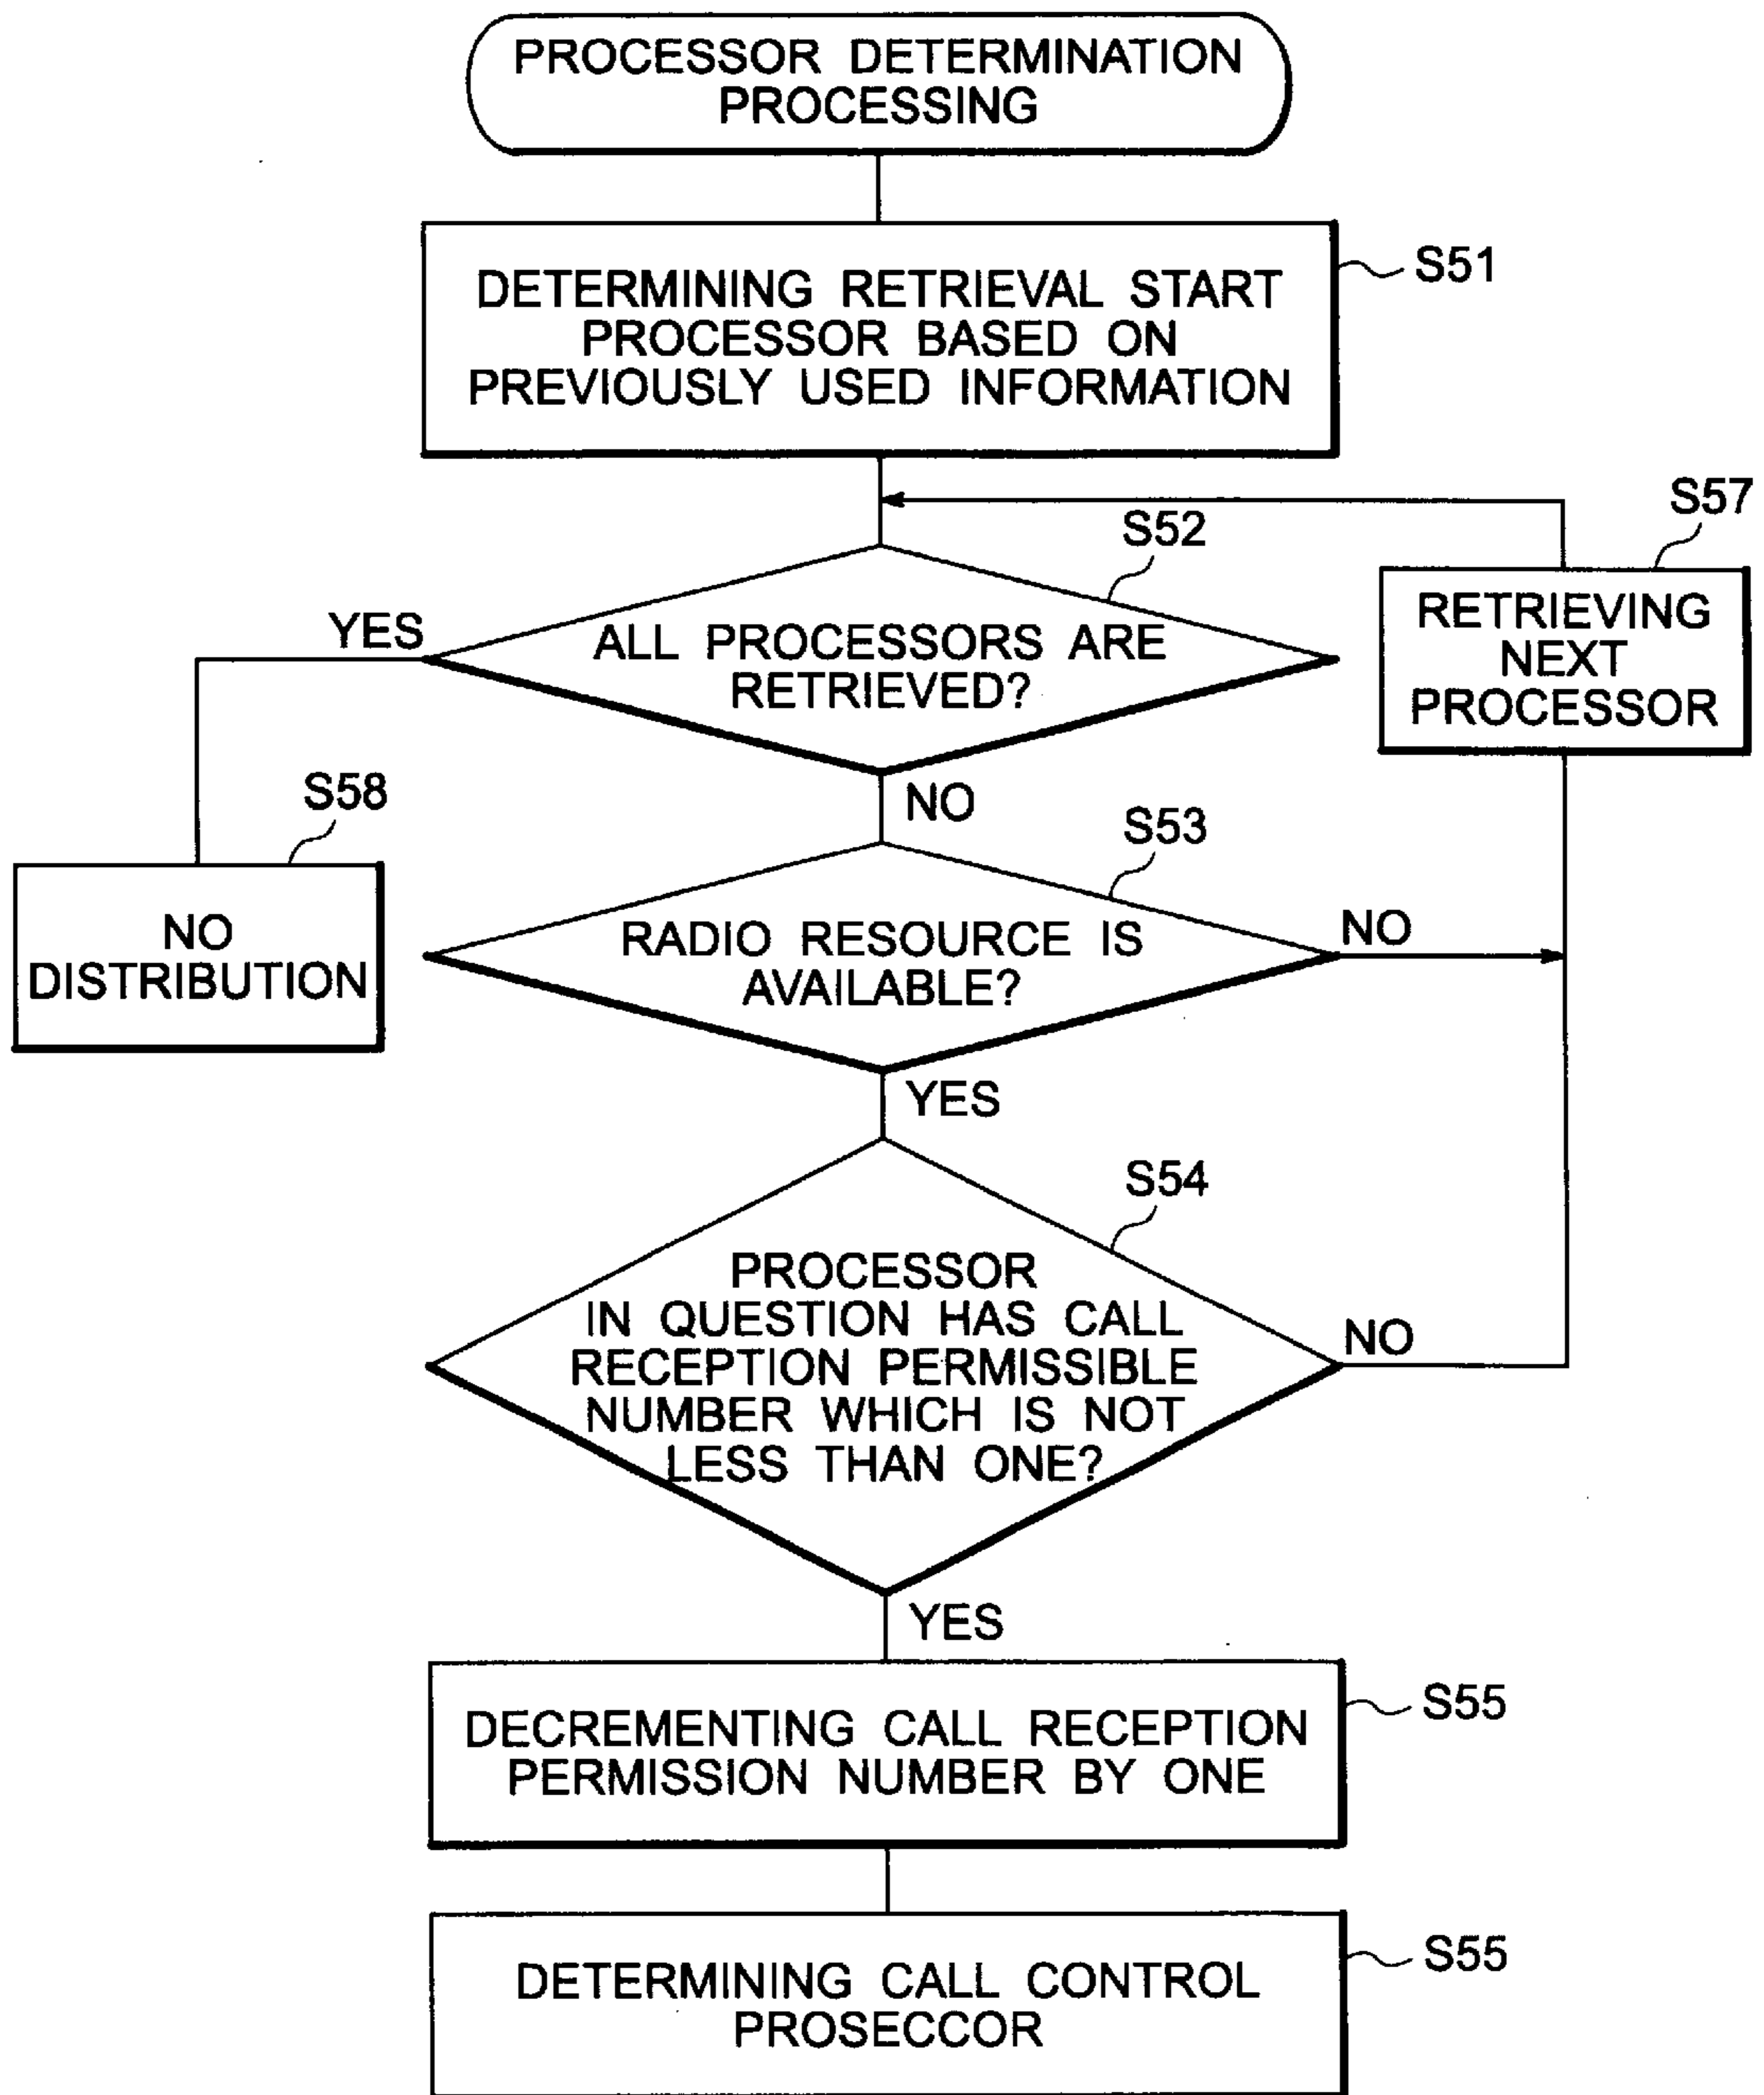 PROCESSOR DETERMINATION
PROCESSING
DETERMINING RETRIEVAL START
PROCESSOR BASED ON
PREVIOUSLY USED INFORMATION
S51
S57
S52
YES
ALL PROCESSORS ARE
RETRIEVED?
RETRIEVING
NEXT
PROCESSOR
S58
NO
S53
NO
DISTRIBUTION
RADIO RESOURCE IS
AVAILABLE?
NO
YES
S54
PROCESSOR
IN QUESTION HAS CALL
RECEPTION PERMISSIBLE
NUMBER WHICH IS NOT
LESS THAN ONE?
NO
YES
DECREMENTING CALL RECEPTION
PERMISSION NUMBER BY ONE
S55
DETERMINING CALL CONTROL
PROSECCOR
S55